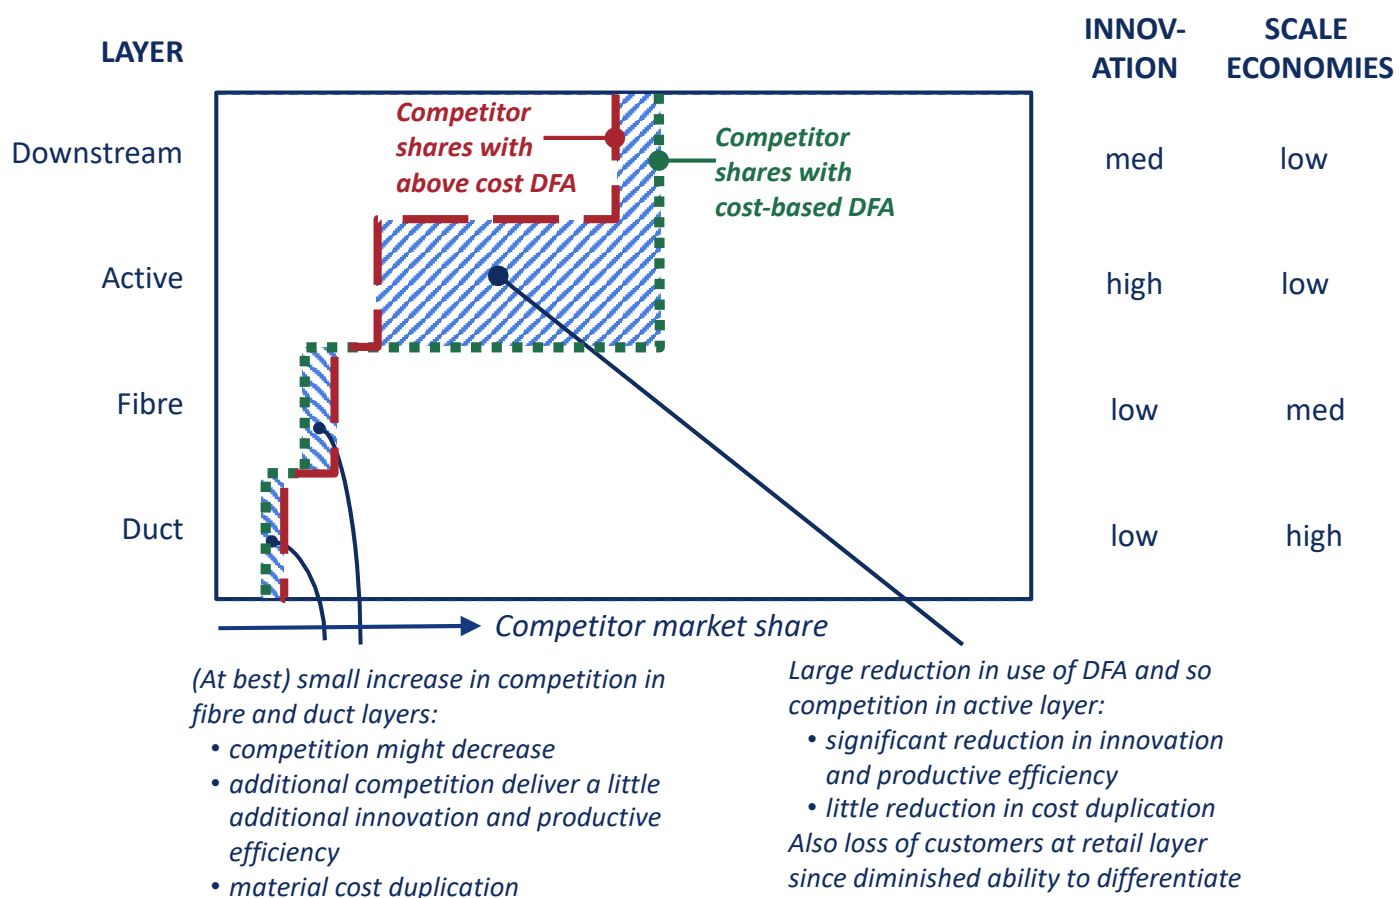 LAYER
INNOV-
ATION
SCALE
ECONOMIES
Competitor
shares with
above cost DFA
Competitor
shares with
cost-based DFA
Downstream
med
low
Active
high
low
Fibre
low
med
Duct
low
high
Competitor market share
(At best) small increase in competition in
fibre and duct layers:
• competition might decrease
• additional competition deliver a little
additional innovation and productive
efficiency
• material cost duplication
Large reduction in use of DFA and so
competition in active layer:
• significant reduction in innovation
and productive efficiency
• little reduction in cost duplication
Also loss of customers at retail layer
since diminished ability to differentiate